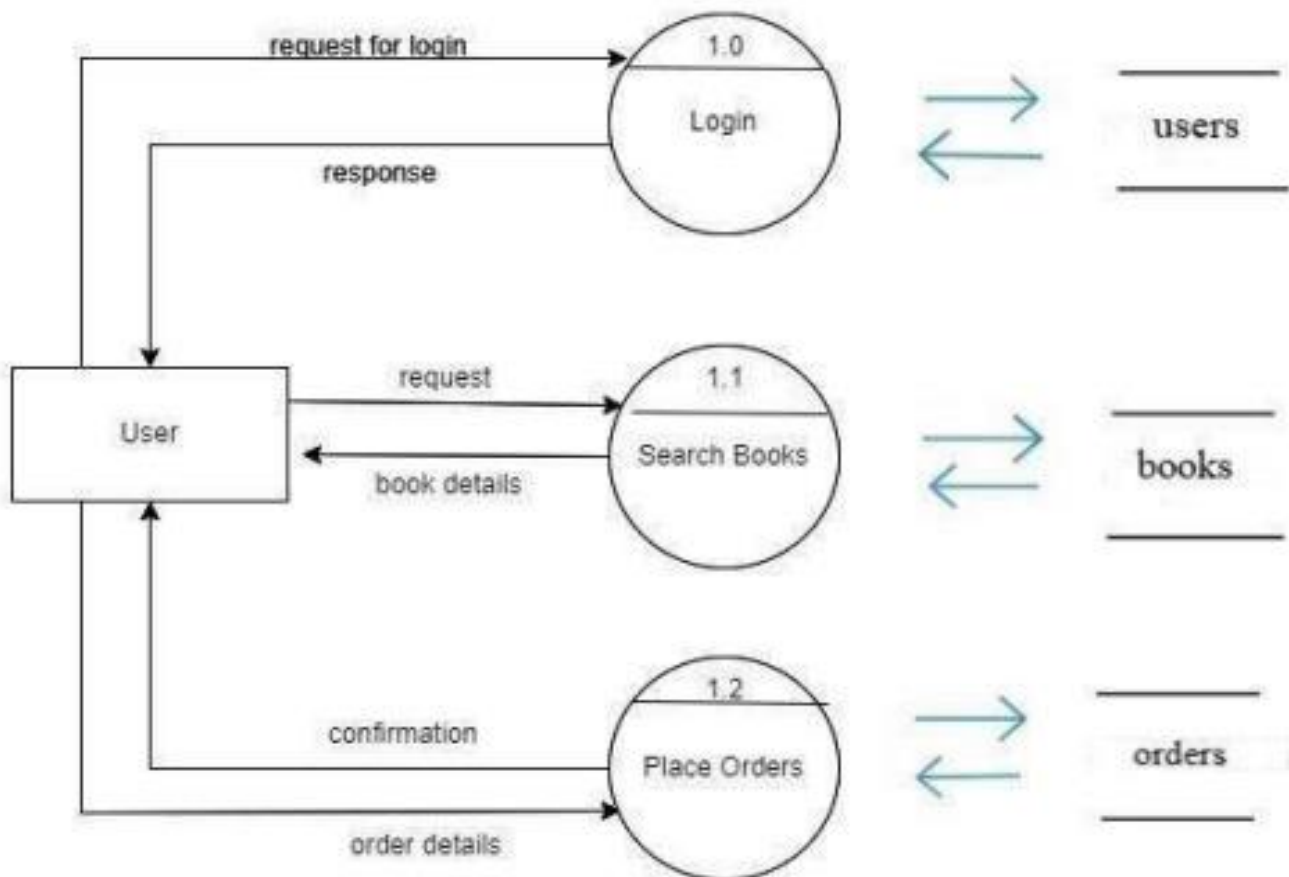 request for login
1.0
Login
users
response
User
request
1.1
Search Books
book details
books
1.2
confirmation
Place Orders
orders
order details